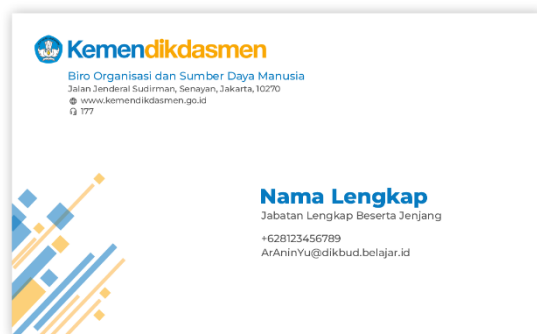 Kemendikdasmen
Biro Organisasi dan Sumber Daya Manusia
Jalan Jenderal Sudirman, Senayan, Jakarta, 10270
www.kemendikdasmen.go.id
177
Nama Lengkap
Jabatan Lengkap Beserta Jenjang
+628123456789
ArAninYu@dikbud.belajar.id